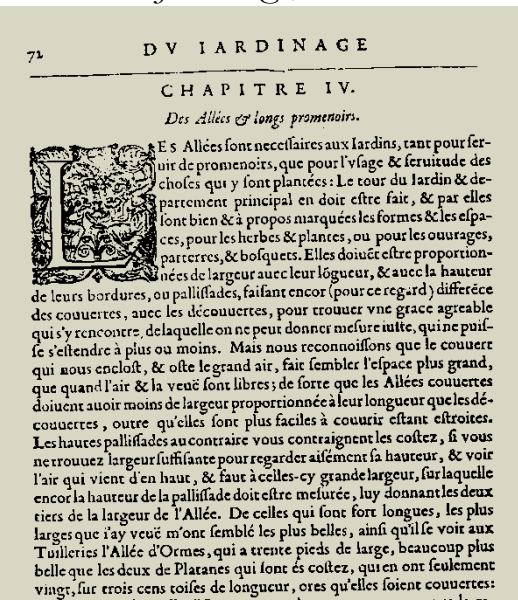 72 DV IARDINAGE
CHAPITRE IV.
Des Allées & longs promenoirs.
LEs Allées sont necessaires aux Iardins, tant pour ser-
uir de promenoirs, que pour l'vsage & seruitude des
choses qui y sont plantées : Le tour du Iardin & de-
partement principal en doit estre fait, & par elles
sont bien & à propos marquées les formes & les espa-
ces, pour les herbes & plantes, ou pour les ouurages,
parterres, & bosquets. Elles doiuẽt estre proportion-
nées de largeur auec leur lõgueur, & auec la hauteur
de leurs bordures, ou pallissades, faisant encor (pour ce regard) differẽce
des couuertes, auec les découuertes, pour trouuer vne grace agreable
qui s'y rencontre, delaquelle on ne peut donner mesure iuste, qui ne puis-
se s'estendre à plus ou moins. Mais nous reconnoissons que le couuert
qui nous enclost, & oste le grand air, fait sembler l'espace plus grand,
que quand l'air & la veuë sont libres ; de sorte que les Allées couuertes
doiuent auoir moins de largeur proportionnée à leur longueur que les dé-
couuertes, outre qu'elles sont plus faciles à couurir estant estroites.
Les hautes pallissades au contraire vous contraignent les costez, si vous
ne trouuez largeur suffisante pour regarder aisément sa hauteur, & voir
l'air qui vient d'en haut, & faut à celles-cy grande largeur, sur laquelle
encor la hauteur de la pallissade doit estre mesurée, luy donnant les deux
tiers de la largeur de l'Allée. De celles qui sont fort longues, les plus
larges que i'ay veuë m'ont semblé les plus belles, ainsi qu'il se voit aux
Tuilleries l'Allée d'Ormes, qui a trente pieds de large, beaucoup plus
belle que les deux de Platanes qui sont és costez, qui en ont seulement
vingt, sur trois cens toises de longueur, ores qu'elles soient couuertes: